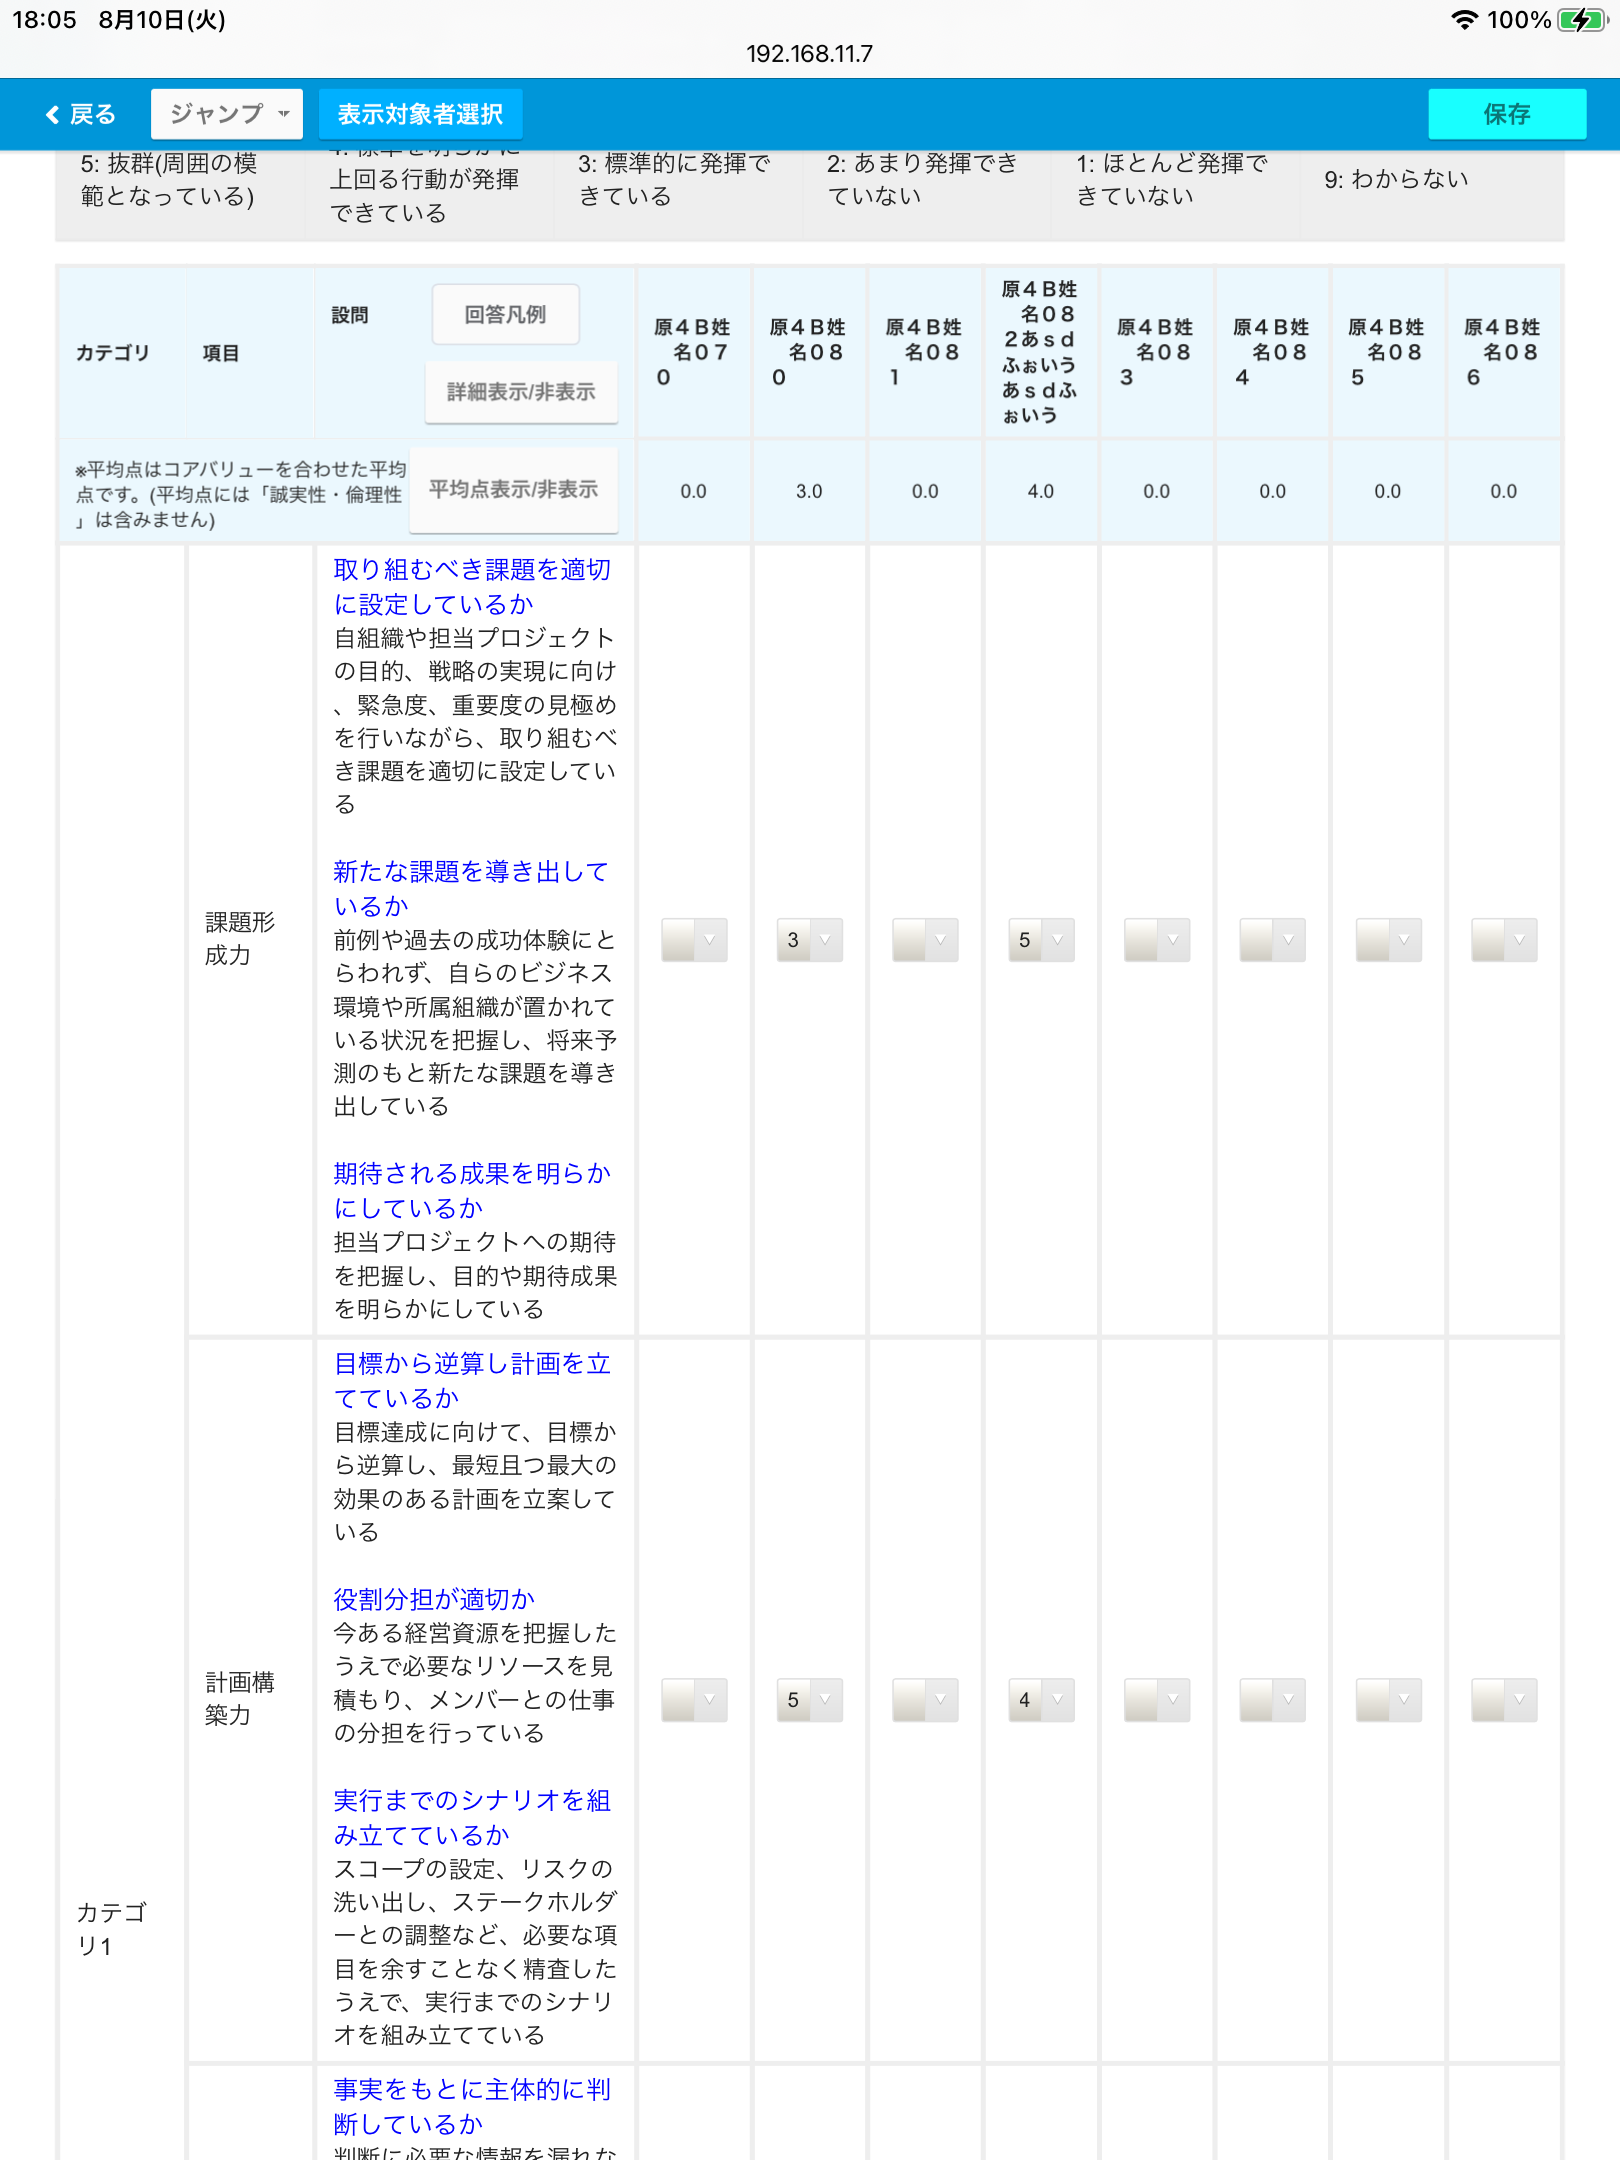 18:05 8月10日(火)
100%
192.168.11.7
戻る ジャンプ 表示対象者選択 保存
5: 抜群(周囲の模
範となっている)
4: 標準を明らかに
上回る行動が発揮
できている
3: 標準的に発揮で
きている
2: あまり発揮でき
ていない
1: ほとんど発揮で
きていない
9: わからない
カテゴリ
項目
設問
回答凡例
詳細表示/非表示
原４Ｂ姓
名０７
０
原４Ｂ姓
名０８
０
原４Ｂ姓
名０８
１
原４Ｂ姓
名０８
２あｓｄ
ふぉいう
あｓｄふ
ぉいう
原４Ｂ姓
名０８
３
原４Ｂ姓
名０８
４
原４Ｂ姓
名０８
５
原４Ｂ姓
名０８
６
※平均点はコアバリューを合わせた平均
点です。(平均点には「誠実性・倫理性
」は含みません)
平均点表示/非表示
0.0 3.0 0.0 4.0 0.0 0.0 0.0 0.0
カテゴ
リ1
課題形
成力
取り組むべき課題を適切
に設定しているか
自組織や担当プロジェクト
の目的、戦略の実現に向け
、緊急度、重要度の見極め
を行いながら、取り組むべ
き課題を適切に設定してい
る
新たな課題を導き出して
いるか
前例や過去の成功体験にと
らわれず、自らのビジネス
環境や所属組織が置かれて
いる状況を把握し、将来予
測のもと新たな課題を導き
出している
期待される成果を明らか
にしているか
担当プロジェクトへの期待
を把握し、目的や期待成果
を明らかにしている
3 5
計画構
築力
目標から逆算し計画を立
てているか
目標達成に向けて、目標か
ら逆算し、最短且つ最大の
効果のある計画を立案して
いる
役割分担が適切か
今ある経営資源を把握した
うえで必要なリソースを見
積もり、メンバーとの仕事
の分担を行っている
実行までのシナリオを組
み立てているか
スコープの設定、リスクの
洗い出し、ステークホルダ
ーとの調整など、必要な項
目を余すことなく精査した
うえで、実行までのシナリ
オを組み立てている
5 4
事実をもとに主体的に判
断しているか
判断に必要な情報を漏れな